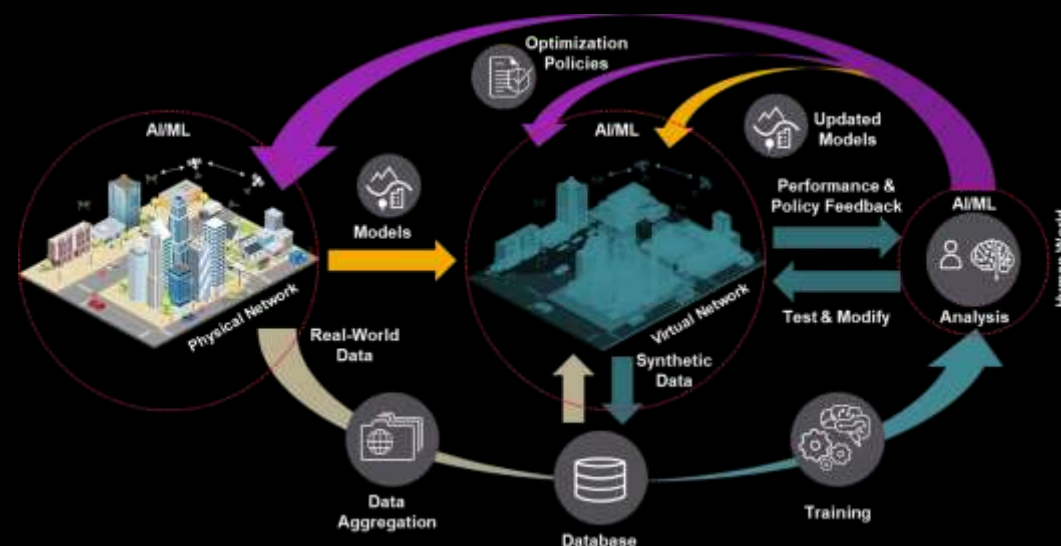 Optimization
Policies
AI/ML
AI/ML
Updated
Models
Models
Performance &
Policy Feedback
AI/ML
Physical Network
Virtual Network
Analysis
Test & Modify
Real-World
Data
Synthetic
Data
Data
Aggregation
Database
Training